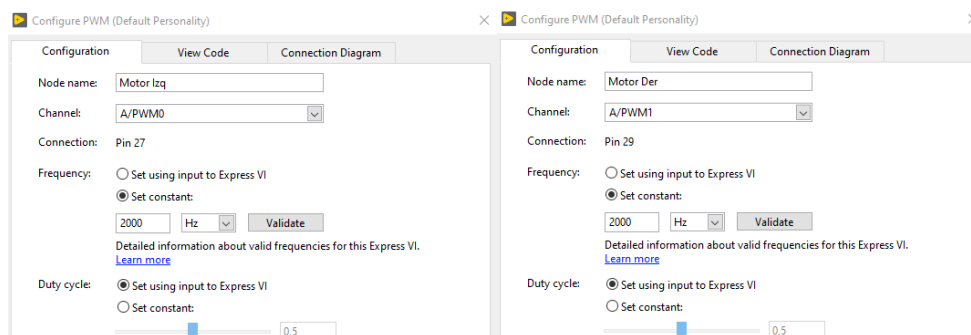 Configure PWM (Default Personality)
Configuration View Code Connection Diagram
Node name: Motor Izq
Channel: A/PWM0
Connection: Pin 27
Frequency: Set using input to Express VI
Set constant:
2000 Hz Validate
Detailed information about valid frequencies for this Express VI.
Learn more
Duty cycle: Set using input to Express VI
Set constant:
0.5
Configure PWM (Default Personality)
Configuration View Code Connection Diagram
Node name: Motor Der
Channel: A/PWM1
Connection: Pin 29
Frequency: Set using input to Express VI
Set constant:
2000 Hz Validate
Detailed information about valid frequencies for this Express VI.
Learn more
Duty cycle: Set using input to Express VI
Set constant:
0.5